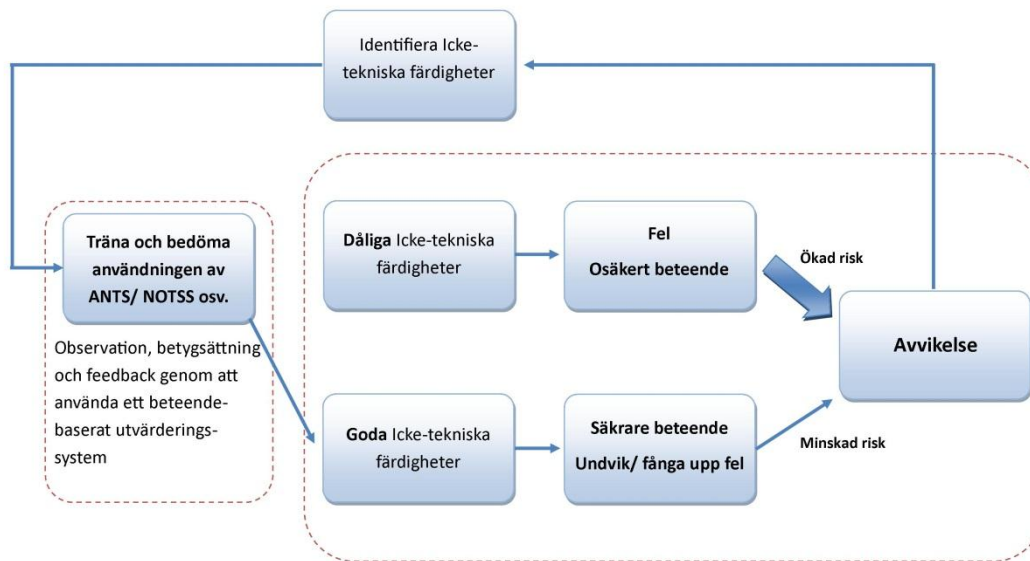 Identifiera Icke-
tekniska färdigheter
Träna och bedöma
användningen av
ANTS/ NOTSS osv.
Observation, betygsättning
och feedback genom att
använda ett beteende-
baserat utvärderings-
system
Dåliga Icke-tekniska
färdigheter
Fel
Osäkert beteende
Ökad risk
Avvikelse
Goda Icke-tekniska
färdigheter
Säkrare beteende
Undvik/ fånga upp fel
Minskad risk